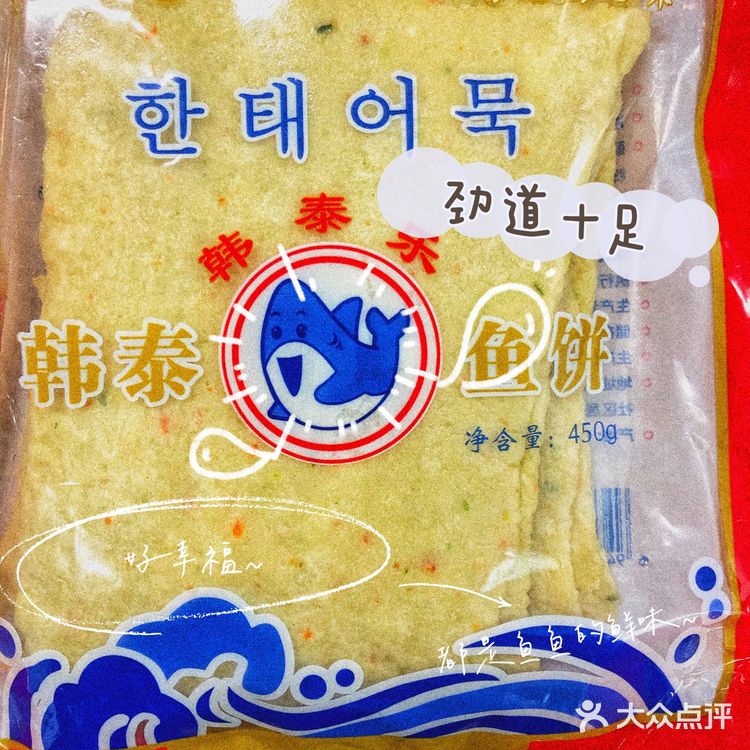 한태어묵
劲道十足
韩泰乐
韩泰 鱼饼
净含量：450g
好幸福~
都是鱼鱼的鲜味~
大众点评